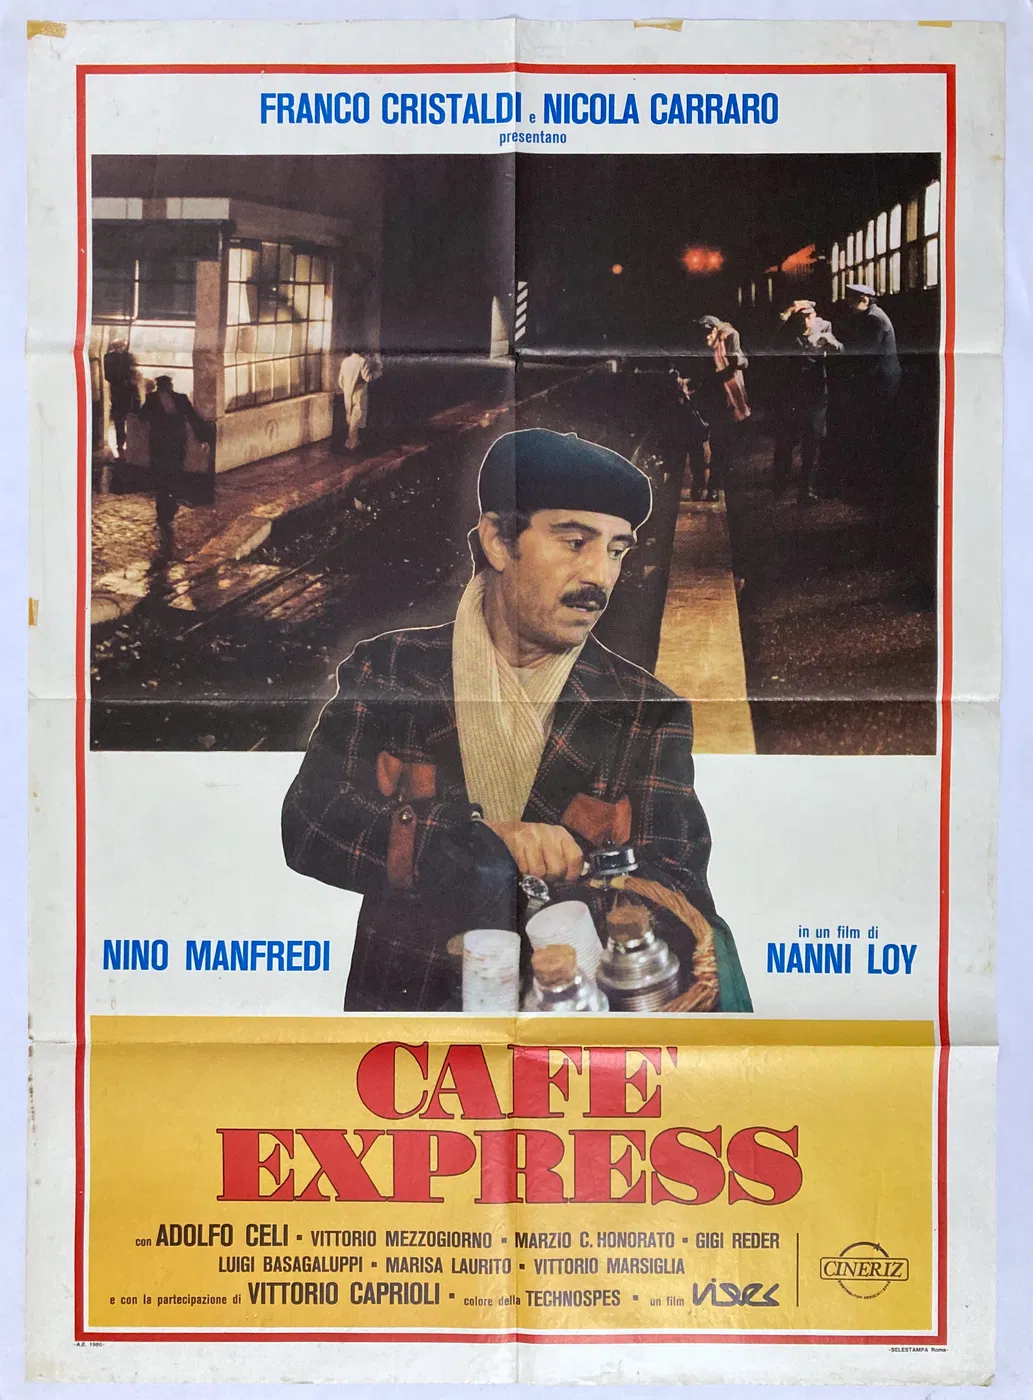 FRANCO CRISTALDI e NICOLA CARRARO
presentano
NINO MANFREDI
in un film di
NANNI LOY
CAFE'
EXPRESS
con ADOLFO CELI ▪ VITTORIO MEZZOGIORNO ▪ MARZIO C. HONORATO ▪ GIGI REDER
LUIGI BASAGALUPPI ▪ MARISA LAURITO ▪ VITTORIO MARSIGLIA
e con la partecipazione di VITTORIO CAPRIOLI ▪ colore della TECHNOSPES ▪ un film vides
CINERIZ
-A.E. 1980-
-SELESTAMPA Roma-